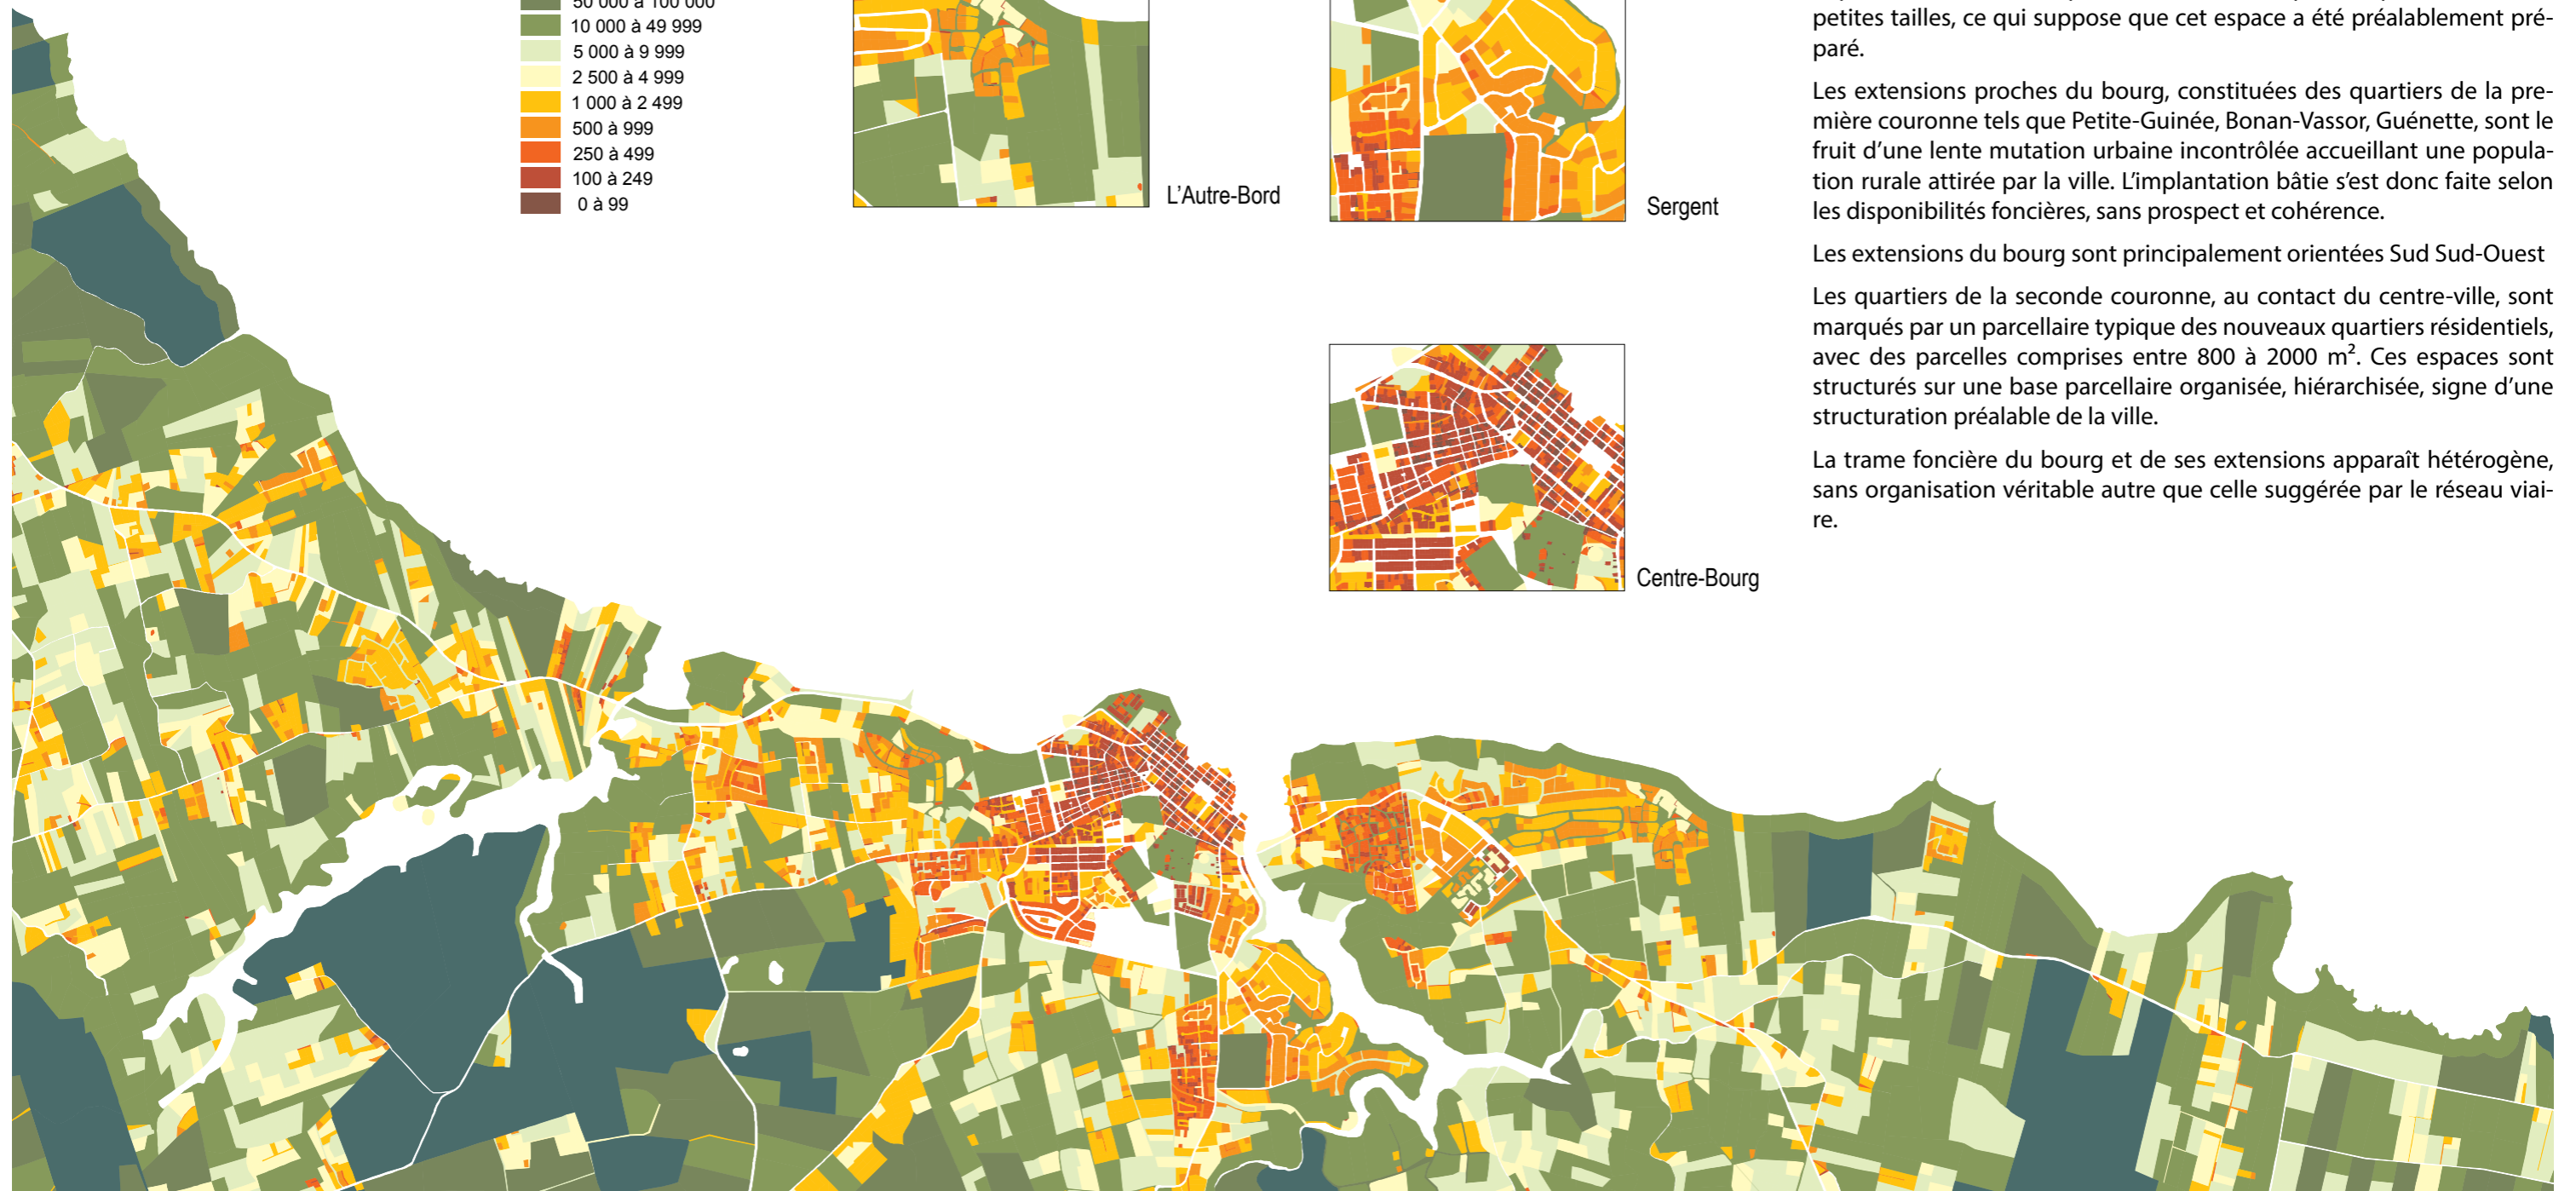 50 000 à 100 000
10 000 à 49 999
5 000 à 9 999
2 500 à 4 999
1 000 à 2 499
500 à 999
250 à 499
100 à 249
0 à 99
L'Autre-Bord
Sergent
Centre-Bourg
petites tailles, ce qui suppose que cet espace a été préalablement pré-
paré.
Les extensions proches du bourg, constituées des quartiers de la pre-
mière couronne tels que Petite-Guinée, Bonan-Vassor, Guénette, sont le
fruit d'une lente mutation urbaine incontrôlée accueillant une popula-
tion rurale attirée par la ville. L'implantation bâtie s'est donc faite selon
les disponibilités foncières, sans prospect et cohérence.
Les extensions du bourg sont principalement orientées Sud Sud-Ouest
Les quartiers de la seconde couronne, au contact du centre-ville, sont
marqués par un parcellaire typique des nouveaux quartiers résidentiels,
avec des parcelles comprises entre 800 à 2000 m². Ces espaces sont
structurés sur une base parcellaire organisée, hiérarchisée, signe d'une
structuration préalable de la ville.
La trame foncière du bourg et de ses extensions apparaît hétérogène,
sans organisation véritable autre que celle suggérée par le réseau viai-
re.